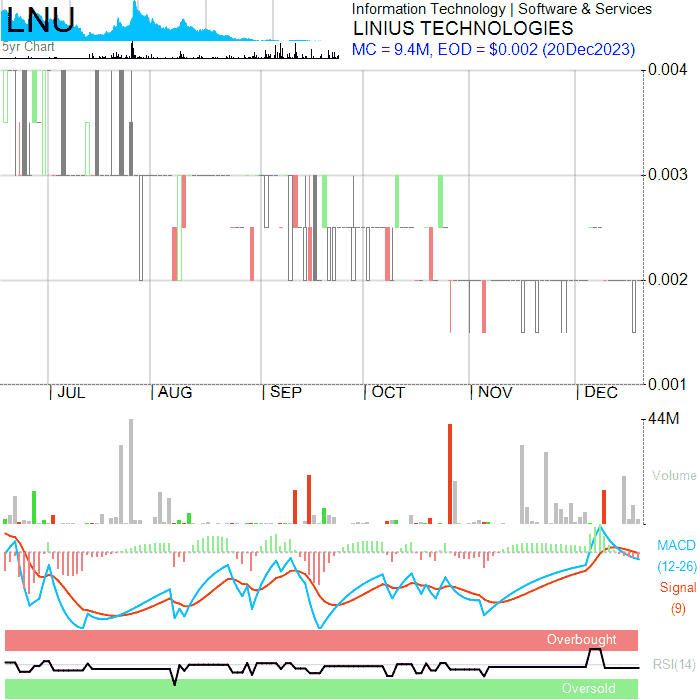 LNU
Information Technology | Software & Services
LINIUS TECHNOLOGIES
5yr Chart
MC = 9.4M, EOD = $0.002 (20Dec2023)
0.004
0.003
0.002
0.001
JUL
AUG
SEP
OCT
NOV
DEC
44M
Volume
MACD
(12-26)
Signal
(9)
Overbought
RSI(14)
Oversold